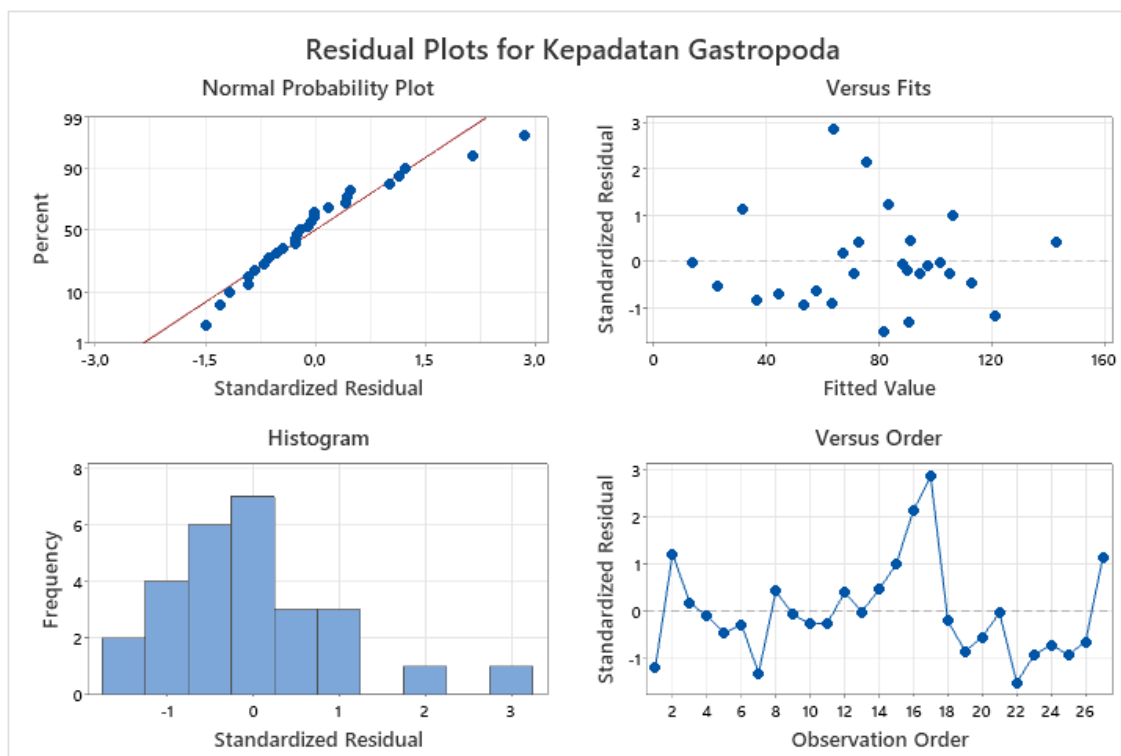 Residual Plots for Kepadatan Gastropoda
Normal Probability Plot
99
90
50
10
1
Percent
-3,0 -1,5 0,0 1,5 3,0
Standardized Residual
Versus Fits
3
2
1
0
-1
Standardized Residual
0 40 80 120 160
Fitted Value
Histogram
8
6
4
2
0
Frequency
-1 0 1 2 3
Standardized Residual
Versus Order
3
2
1
0
-1
Standardized Residual
2 4 6 8 10 12 14 16 18 20 22 24 26
Observation Order